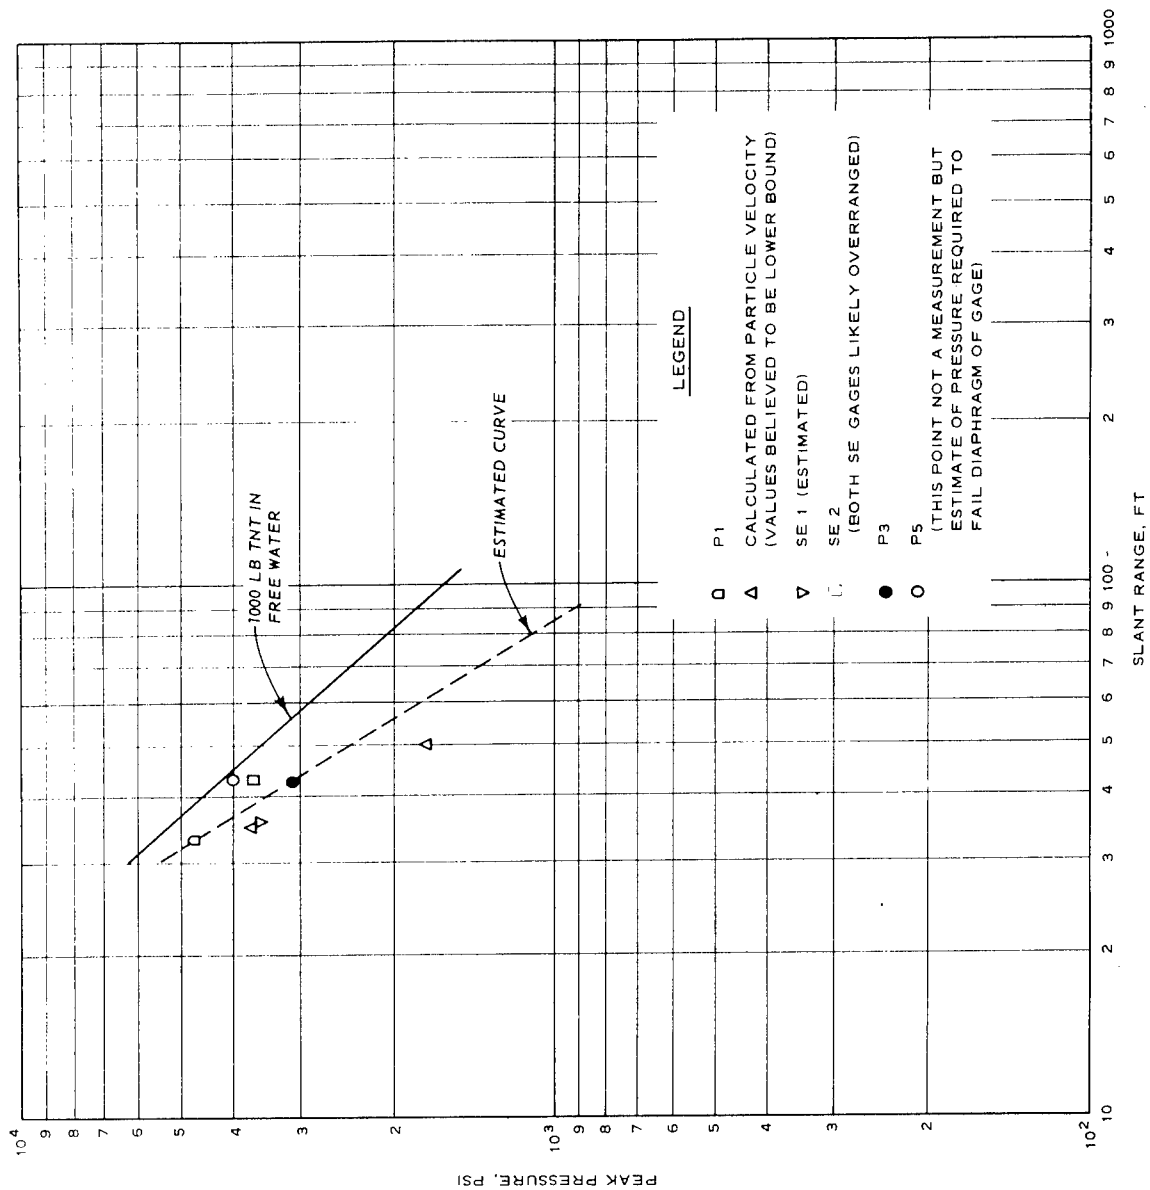 10⁴
9
8
7
6
5
4
3
2
10³
9
8
7
6
5
4
3
2
10²
PEAK PRESSURE, PSI
10
2
3
4
5
6
7
8
9
100
2
3
4
5
6
7
8
9
1000
SLANT RANGE, FT
1000 LB TNT IN
FREE WATER
ESTIMATED CURVE
LEGEND
P1
CALCULATED FROM PARTICLE VELOCITY
(VALUES BELIEVED TO BE LOWER BOUND)
SE 1 (ESTIMATED)
SE 2
(BOTH SE GAGES LIKELY OVERRANGED)
P3
P5
(THIS POINT NOT A MEASUREMENT BUT
ESTIMATE OF PRESSURE REQUIRED TO
FAIL DIAPHRAGM OF GAGE)